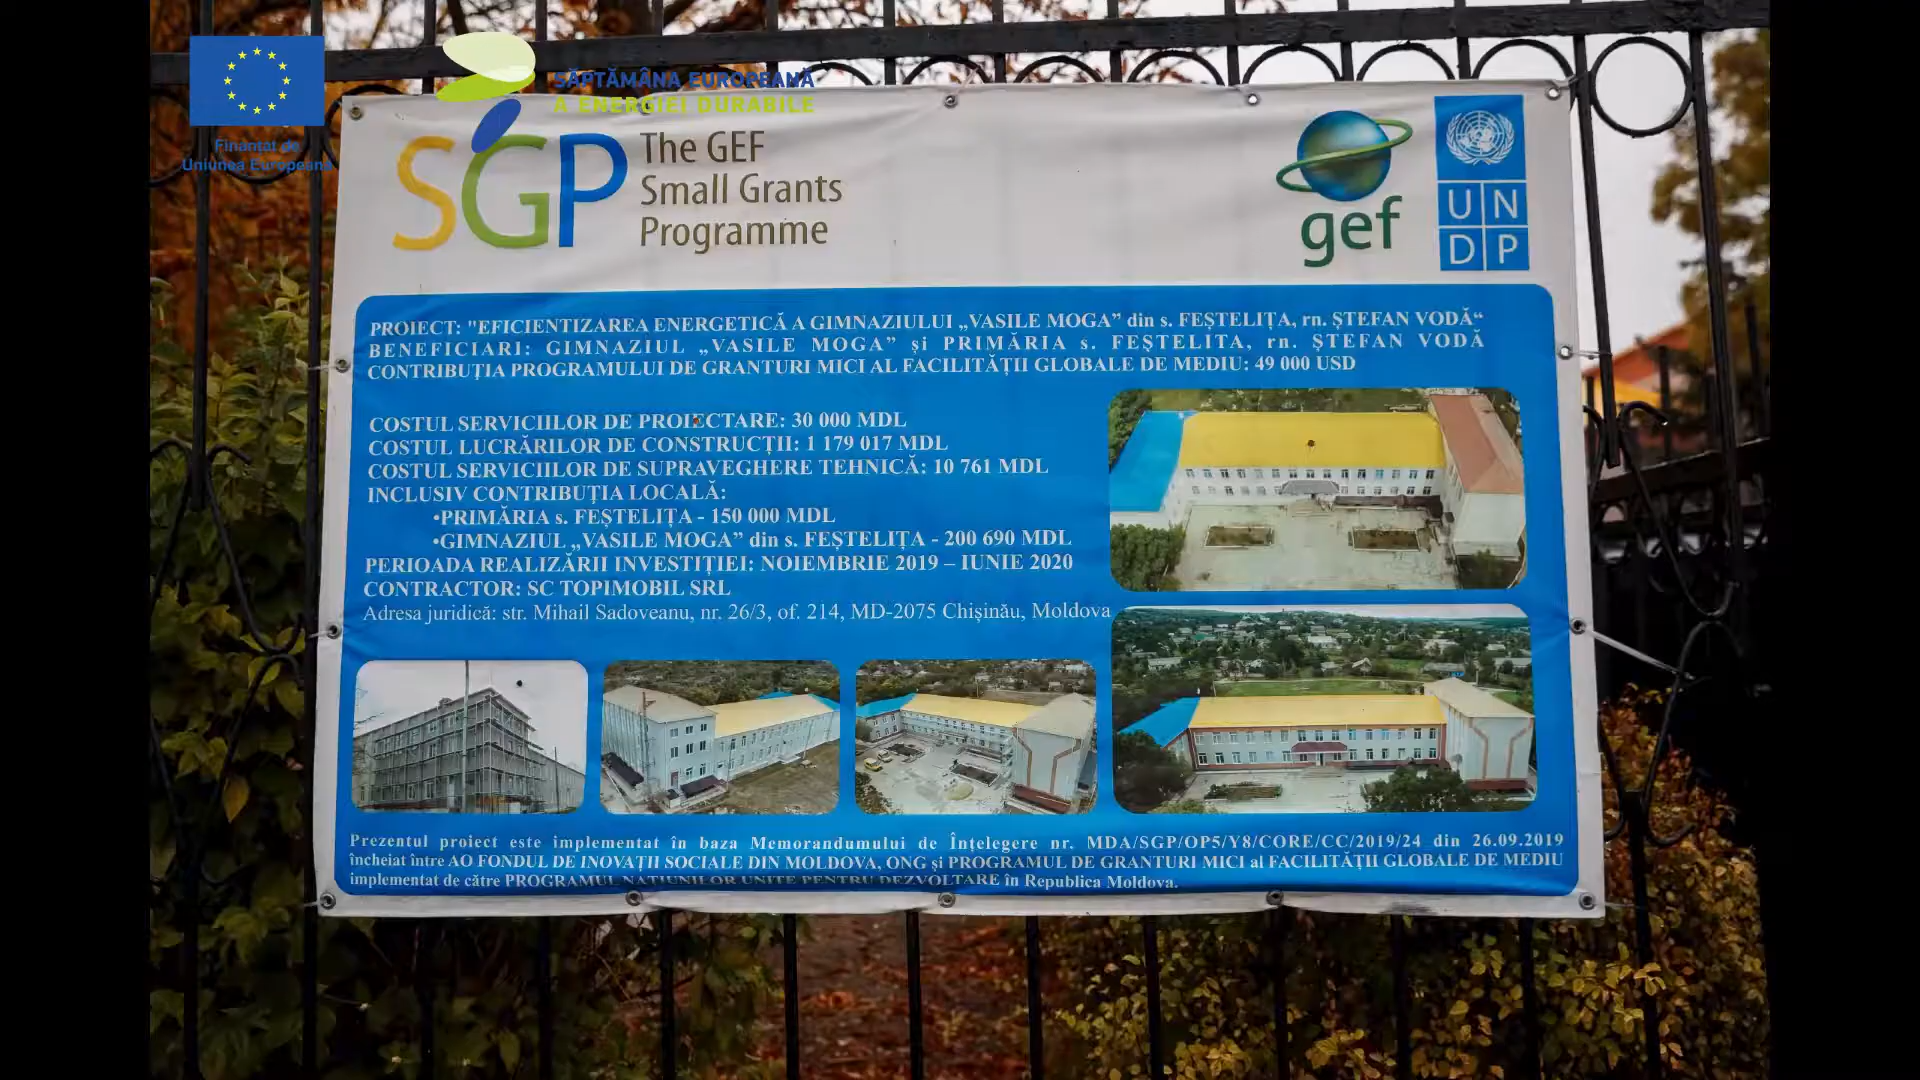 Finanțat de
Uniunea Europeană
SĂPTĂMÂNA EUROPEANĂ
A ENERGIEI DURABILE
SGP
The GEF
Small Grants
Programme
gef
UN
DP
PROIECT: "EFICIENTIZAREA ENERGETICĂ A GIMNAZIULUI „VASILE MOGA” din s. FEȘTELIȚA, rn. ȘTEFAN VODĂ“
BENEFICIARI: GIMNAZIUL „VASILE MOGA” și PRIMĂRIA s. FEȘTELIȚA, rn. ȘTEFAN VODĂ
CONTRIBUȚIA PROGRAMULUI DE GRANTURI MICI AL FACILITĂȚII GLOBALE DE MEDIU: 49 000 USD
COSTUL SERVICIILOR DE PROIECTARE: 30 000 MDL
COSTUL LUCRĂRILOR DE CONSTRUCȚII: 1 179 017 MDL
COSTUL SERVICIILOR DE SUPRAVEGHERE TEHNICĂ: 10 761 MDL
INCLUSIV CONTRIBUȚIA LOCALĂ:
•PRIMĂRIA s. FEȘTELIȚA - 150 000 MDL
•GIMNAZIUL „VASILE MOGA” din s. FEȘTELIȚA - 200 690 MDL
PERIOADA REALIZĂRII INVESTIȚIEI: NOIEMBRIE 2019 – IUNIE 2020
CONTRACTOR: SC TOPIMOBIL SRL
Adresa juridică: str. Mihail Sadoveanu, nr. 26/3, of. 214, MD-2075 Chișinău, Moldova
Prezentul proiect este implementat în baza Memorandumului de Înțelegere nr. MDA/SGP/OP5/Y8/CORE/CC/2019/24 din 26.09.2019
încheiat între AO FONDUL DE INOVAȚII SOCIALE DIN MOLDOVA, ONG și PROGRAMUL DE GRANTURI MICI al FACILITĂȚII GLOBALE DE MEDIU
implementat de către PROGRAMUL NAȚIUNILOR UNITE PENTRU DEZVOLTARE în Republica Moldova.